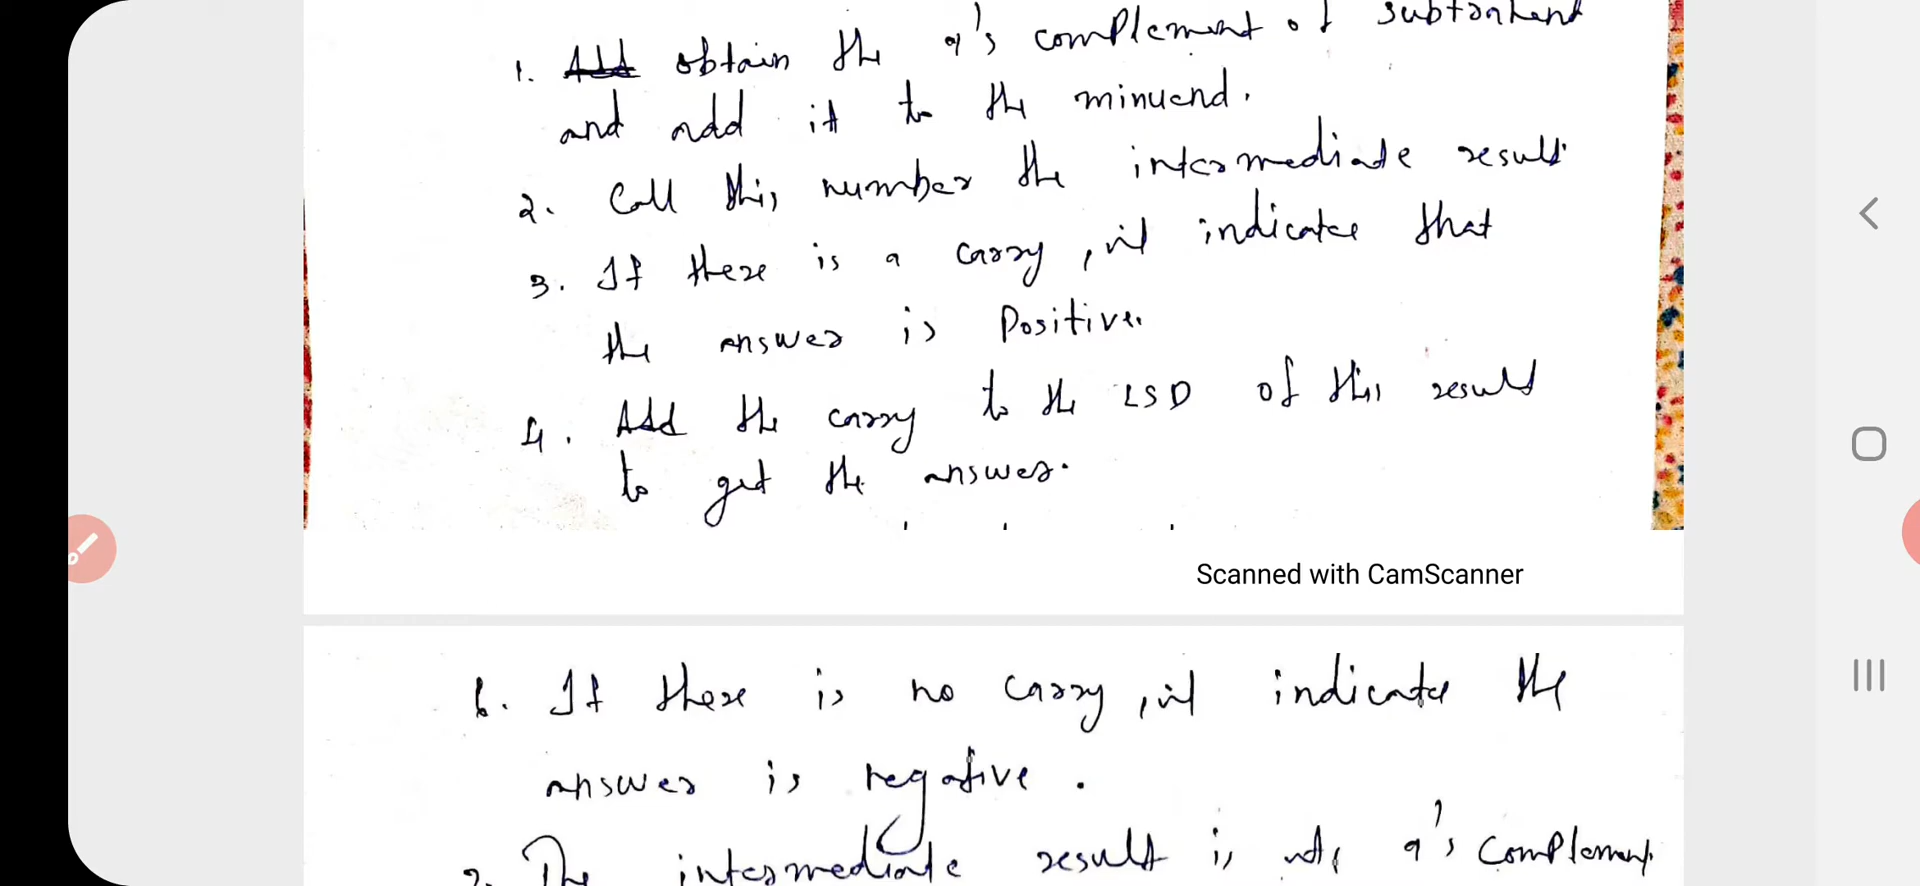 1. Add obtain the 9's complement of subtrahend
and add it to the minuend.
2. Call this number the intermediate result
3. If there is a carry, it indicates that
the answer is Positive.
4. Add the carry to the LSD of this result
to get the answer.
Scanned with CamScanner
6. If there is no carry, it indicates the
answer is negative.
7. The intermediate result is 9's complement